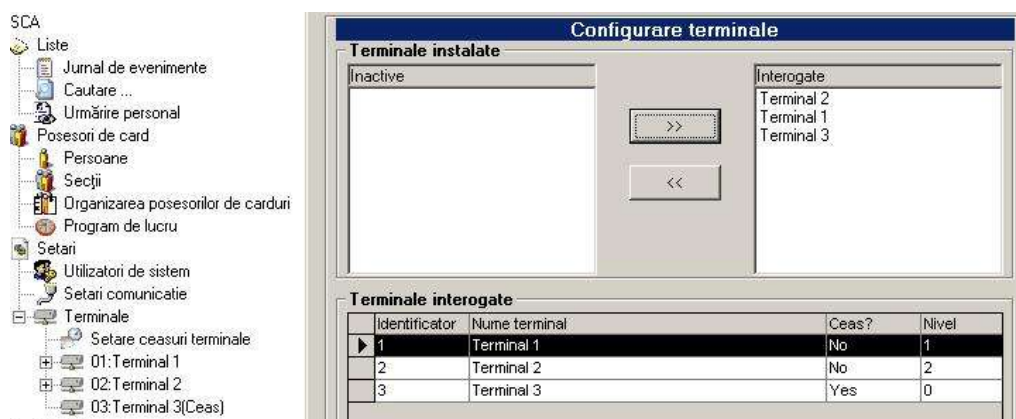 SCA
Liste
Jurnal de evenimente
Cautare ...
Urmărire personal
Posesori de card
Persoane
Secții
Organizarea posesorilor de carduri
Program de lucru
Setari
Utilizatori de sistem
Setari comunicatie
Terminale
Setare ceasuri terminale
01:Terminal 1
02:Terminal 2
03:Terminal 3(Ceas)
Configurare terminale
Terminale instalate
Inactive
>>
<<
Interogate
Terminal 2
Terminal 1
Terminal 3
Terminale interogate
Identificator Nume terminal Ceas? Nivel
1 Terminal 1 No 1
2 Terminal 2 No 2
3 Terminal 3 Yes 0